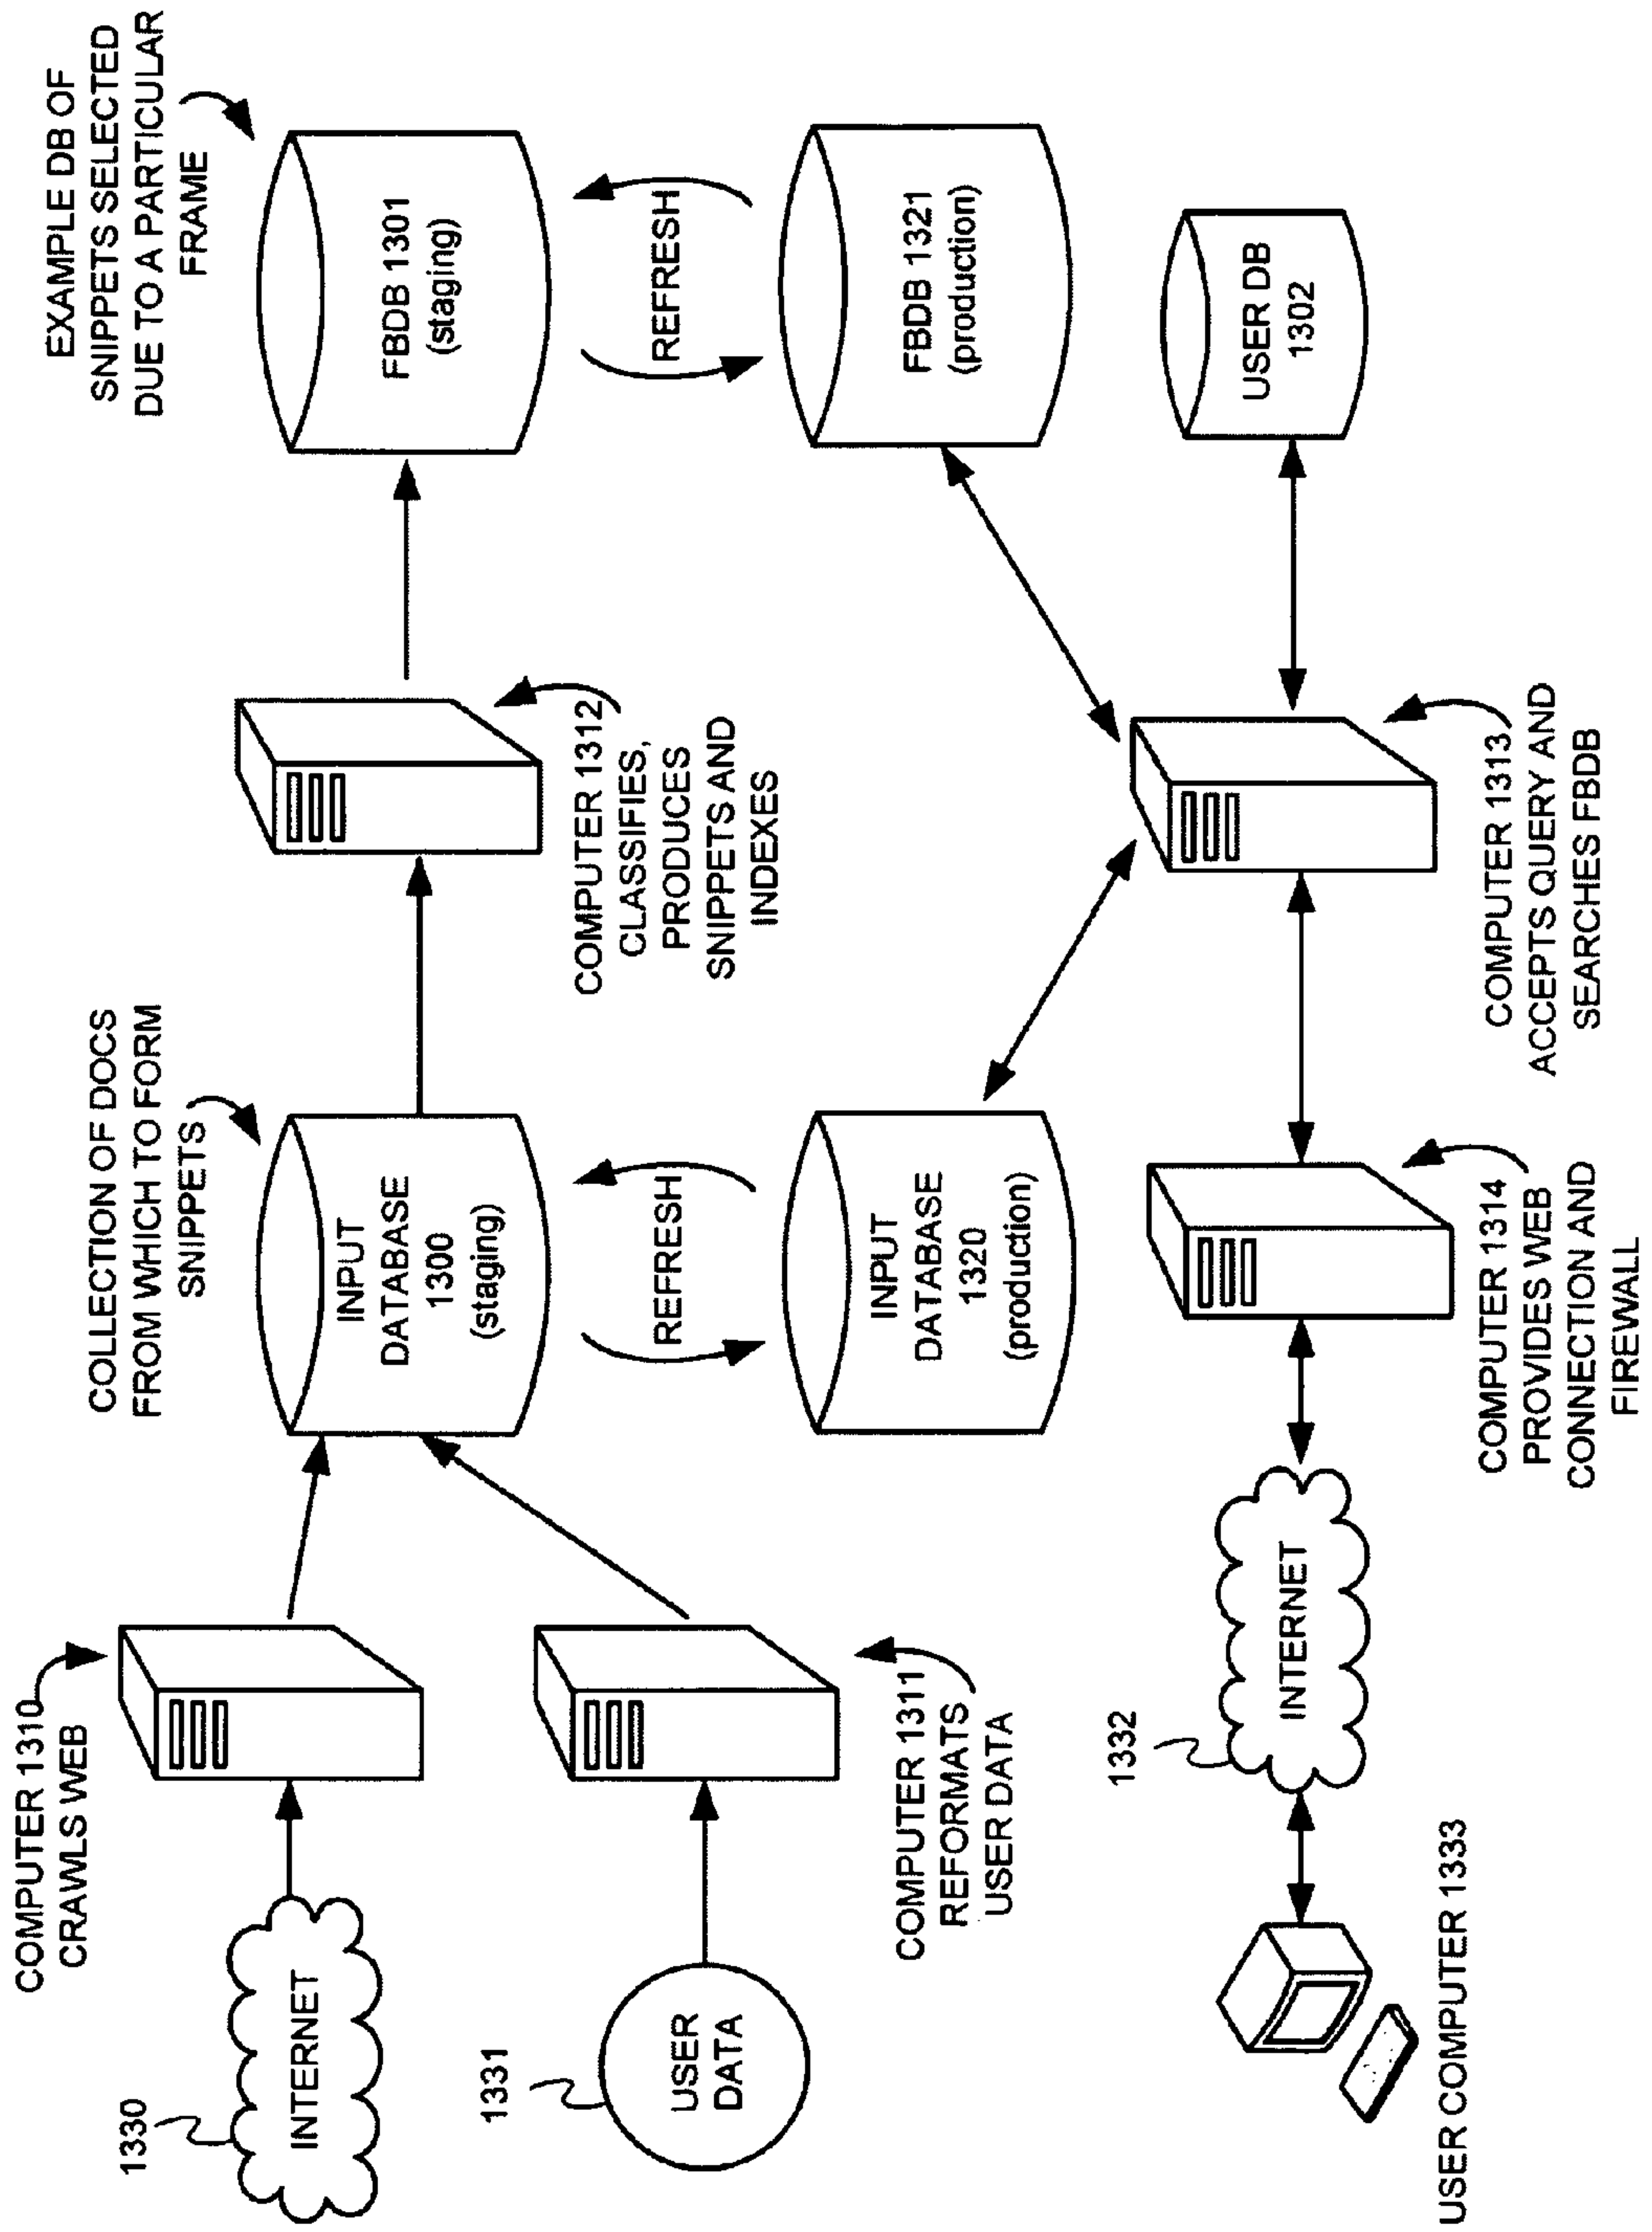 COMPUTER 1310
CRAWLS WEB
1330
INTERNET
COLLECTION OF DOCS
FROM WHICH TO FORM
SNIPPETS
EXAMPLE DB OF
SNIPPETS SELECTED
DUE TO A PARTICULAR
FRAME
INPUT
DATABASE
1300
(staging)
COMPUTER 1312
CLASSIFIES,
PRODUCES
SNIPPETS AND
INDEXES
FBDB 1301
(staging)
1331
USER
DATA
COMPUTER 1311
REFORMATS
USER DATA
REFRESH
REFRESH
INPUT
DATABASE
1320
(production)
FBDB 1321
(production)
USER DB
1302
1332
INTERNET
USER COMPUTER 1333
COMPUTER 1314
PROVIDES WEB
CONNECTION AND
FIREWALL
COMPUTER 1313
ACCEPTS QUERY AND
SEARCHES FBDB